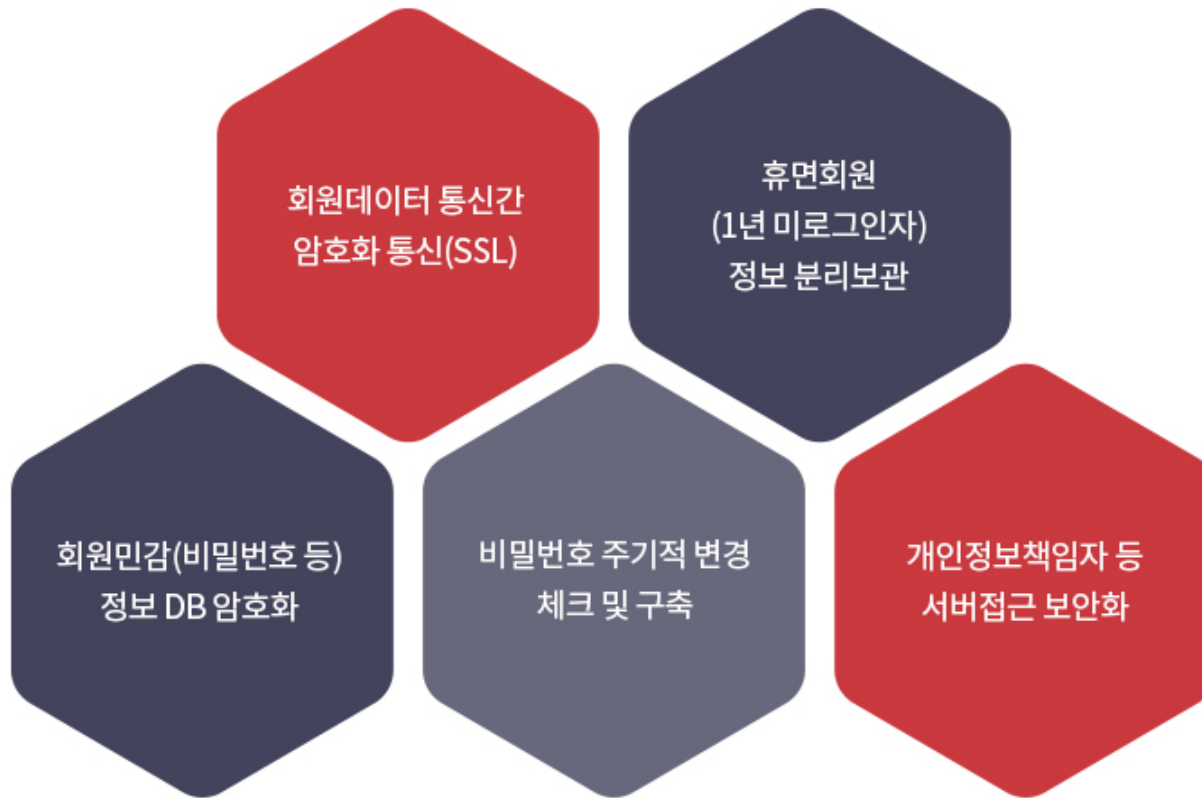 회원데이터 통신간
암호화 통신(SSL)
휴면회원
(1년 미로그인자)
정보 분리보관
회원민감(비밀번호 등)
정보 DB 암호화
비밀번호 주기적 변경
체크 및 구축
개인정보책임자 등
서버접근 보안화